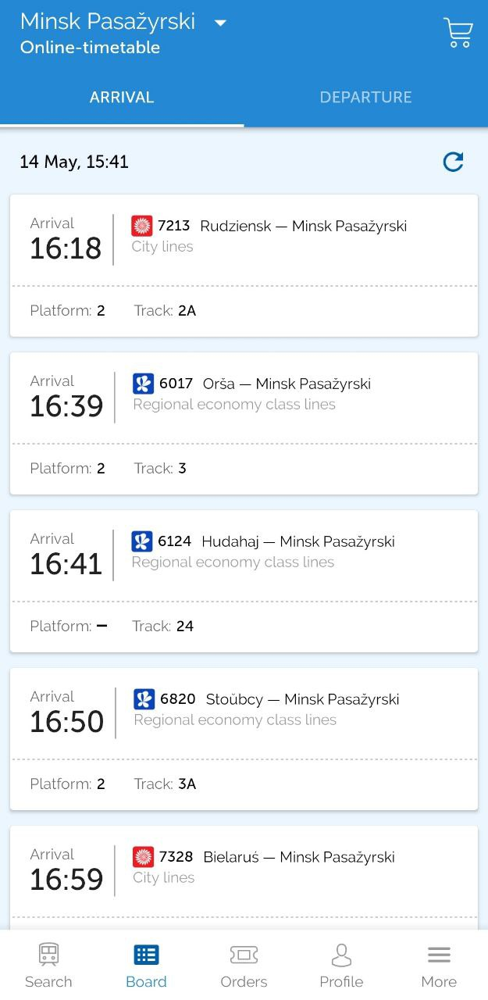 Minsk Pasažyrski
Online-timetable
ARRIVAL DEPARTURE
14 May, 15:41
Arrival
16:18
7213 Rudziensk — Minsk Pasažyrski
City lines
Platform: 2 Track: 2A
Arrival
16:39
6017 Orša — Minsk Pasažyrski
Regional economy class lines
Platform: 2 Track: 3
Arrival
16:41
6124 Hudahaj — Minsk Pasažyrski
Regional economy class lines
Platform: — Track: 24
Arrival
16:50
6820 Stoŭbcy — Minsk Pasažyrski
Regional economy class lines
Platform: 2 Track: 3A
Arrival
16:59
7328 Bielaruś — Minsk Pasažyrski
City lines
Search Board Orders Profile More